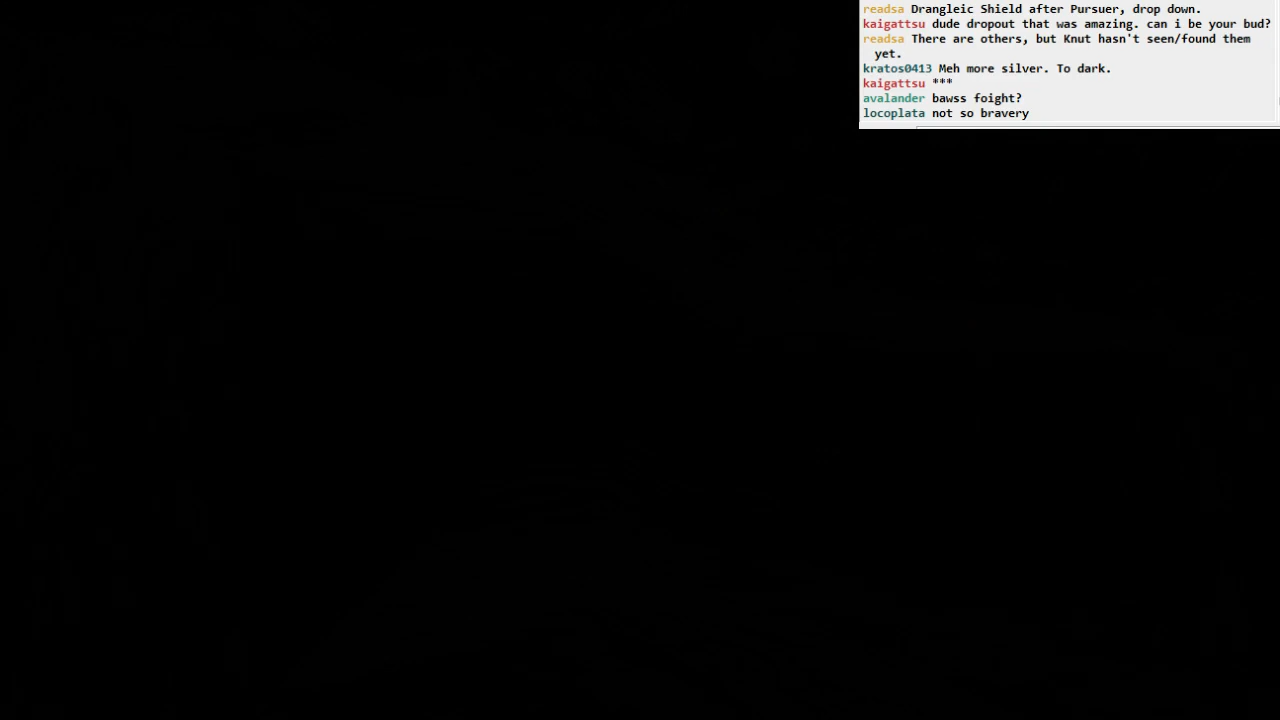 readsa Drangleic Shield after Pursuer, drop down.
kaigattsu dude dropout that was amazing. can i be your bud?
readsa There are others, but Knut hasn't seen/found them
yet.
kratos0413 Meh more silver. To dark.
kaigattsu ***
avalander bawss foight?
locoplata not so bravery